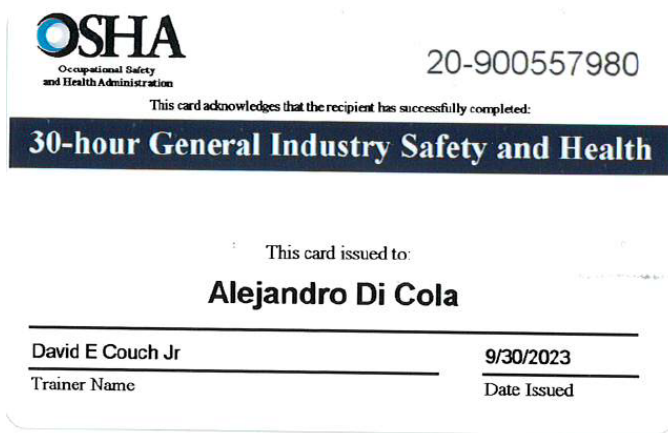 OSHA
Occupational Safety
and Health Administration
20-900557980
This card acknowledges that the recipient has successfully completed:
30-hour General Industry Safety and Health
This card issued to:
Alejandro Di Cola
David E Couch Jr
9/30/2023
Trainer Name
Date Issued